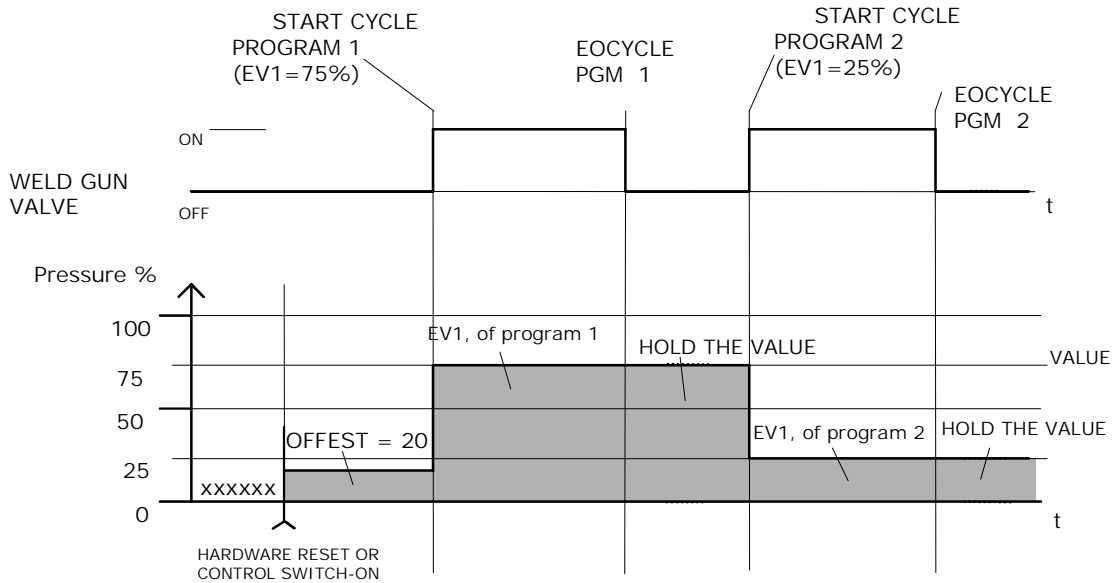 START CYCLE
PROGRAM 1
(EV1=75%)
EOCYCLE
PGM 1
START CYCLE
PROGRAM 2
(EV1=25%)
EOCYCLE
PGM 2
ON
WELD GUN
VALVE
OFF
t
Pressure %
100
EV1, of program 1
HOLD THE VALUE
VALUE
75
50
OFFEST = 20
EV1, of program 2
HOLD THE VALUE
25
xxxxxx
0
t
HARDWARE RESET OR
CONTROL SWITCH-ON